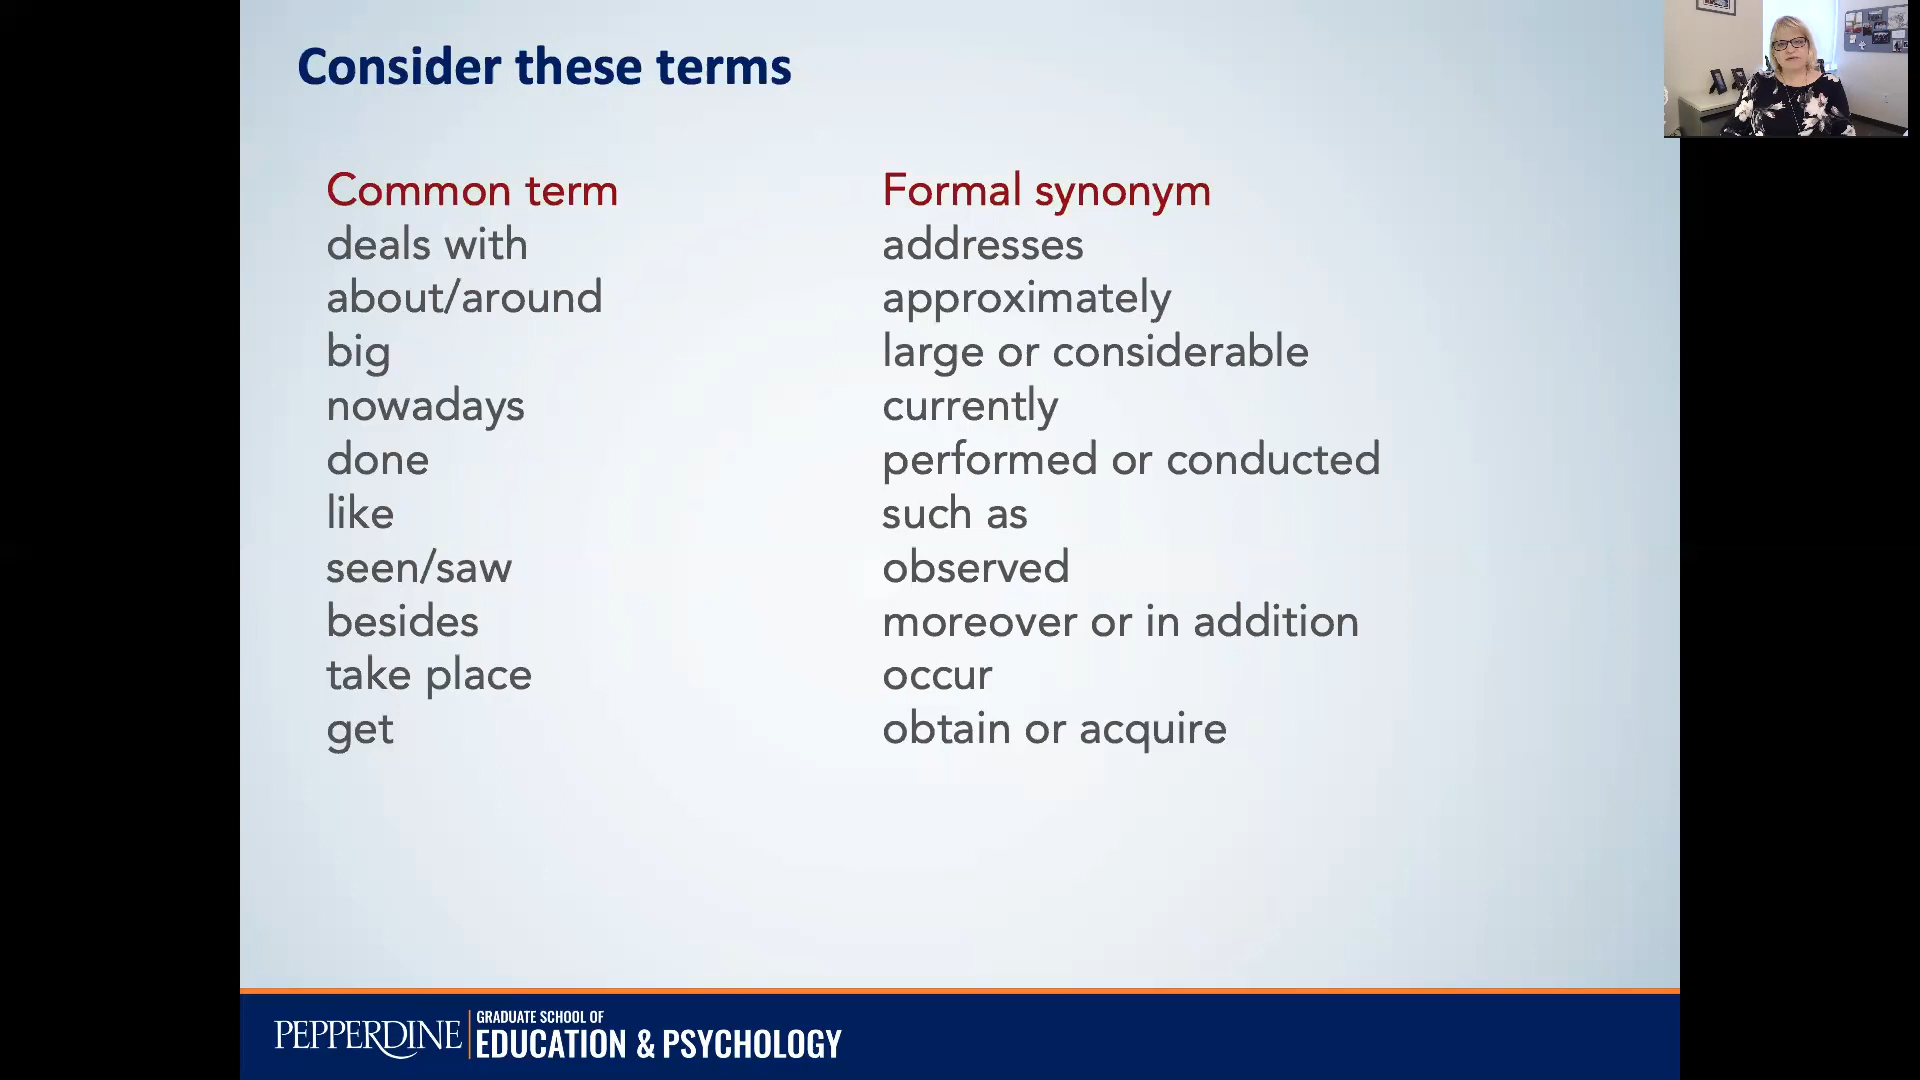 Consider these terms
Common term Formal synonym
deals with addresses
about/around approximately
big large or considerable
nowadays currently
done performed or conducted
like such as
seen/saw observed
besides moreover or in addition
take place occur
get obtain or acquire
PEPPERDINE
GRADUATE SCHOOL OF
EDUCATION & PSYCHOLOGY